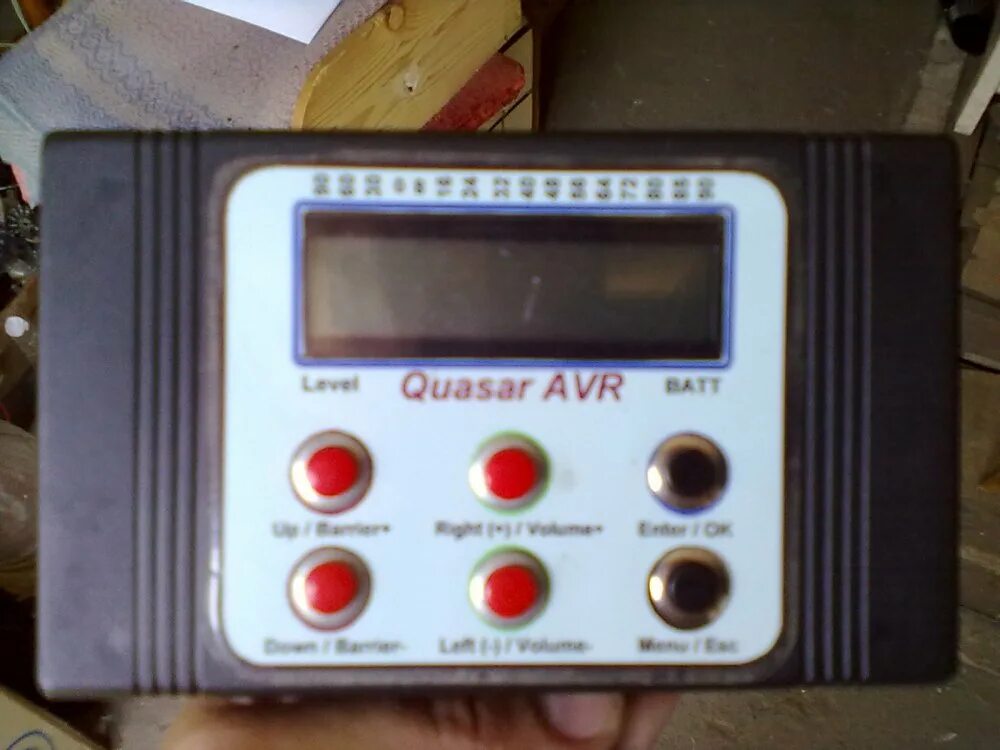 Level Quasar AVR BATT
Up / Barrier+ Right (+) / Volume+ Enter / OK
Down / Barrier- Left (-) / Volume- Menu / Esc